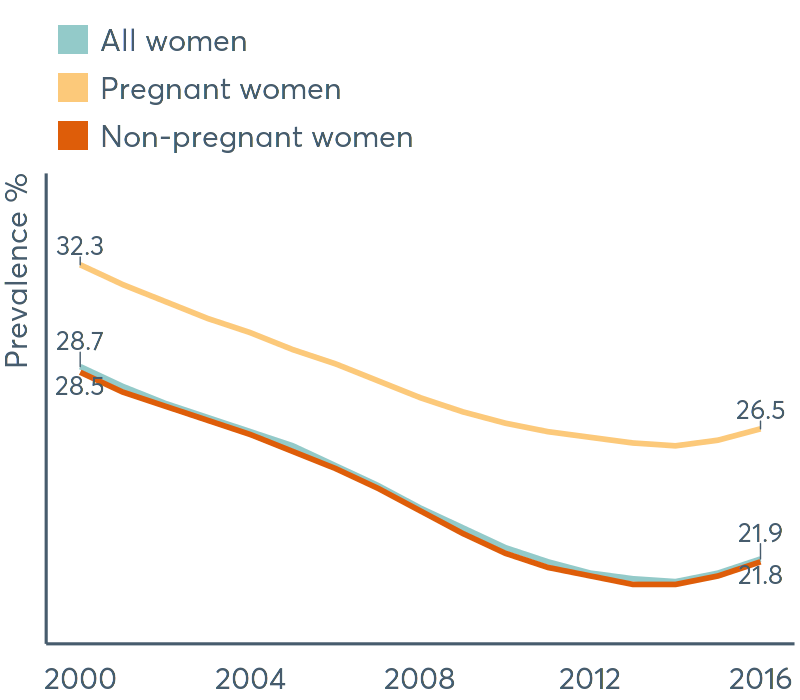 All women
Pregnant women
Non-pregnant women
Prevalence %
32.3
28.7
28.5
26.5
21.9
21.8
2000 2004 2008 2012 2016